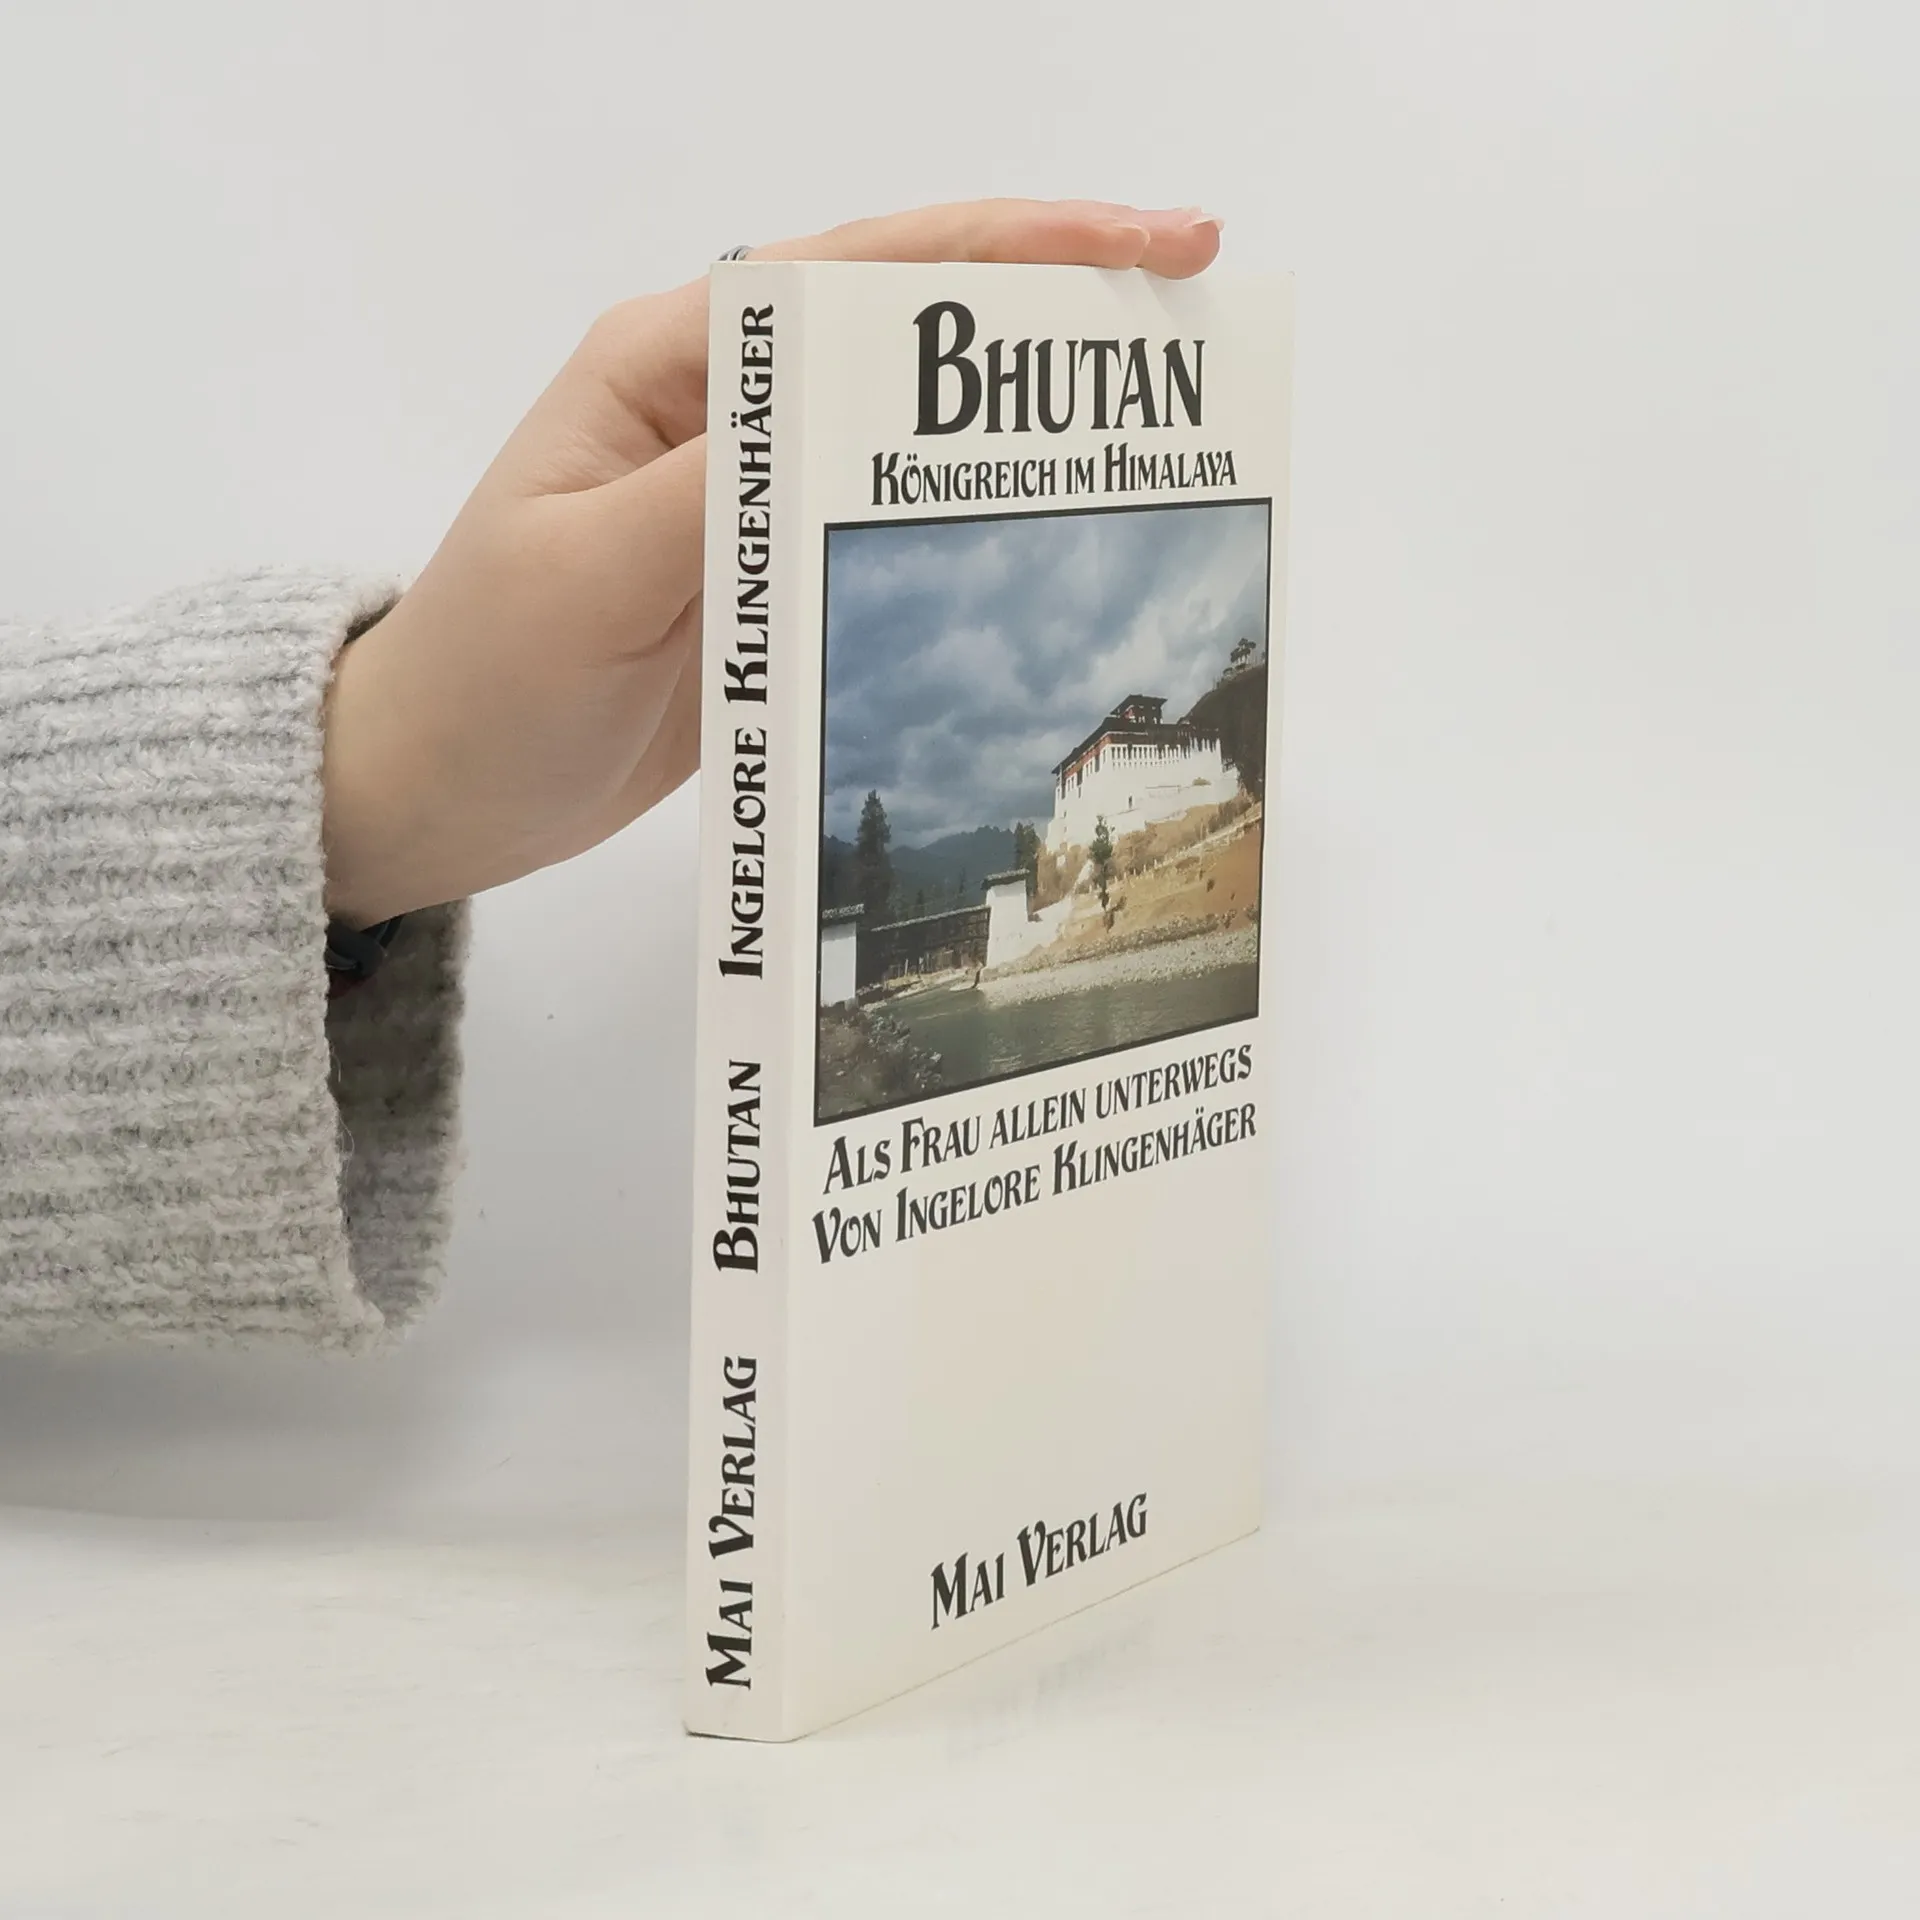 BHUTAN
KÖNIGREICH IM HIMALAYA
ALS FRAU ALLEIN UNTERWEGS
VON INGELORE KLINGENHÄGER
MAI VERLAG
MAI VERLAG BHUTAN INGELORE KLINGENHÄGER